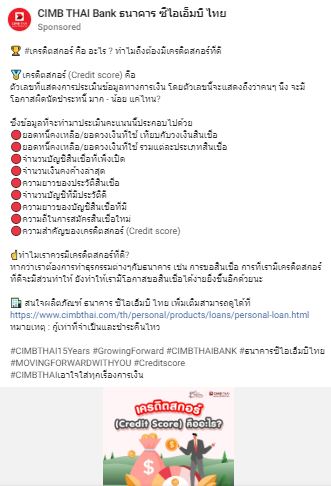 CIMB THAI Bank ธนาคาร ซีไอเอ็มบี ไทย
Sponsored
🏆 #เครดิตสกอร์ คือ อะไร ? ทำไมถึงต้องมีเครดิตสกอร์ที่ดี
🏅เครดิตสกอร์ (Credit score) คือ
ตัวเลขที่แสดงการประเมินข้อมูลทางการเงิน โดยตัวเลขนี้จะแสดงถึงว่าคนๆ นึง จะมี
โอกาสผิดนัดชำระหนี้ มาก - น้อย แค่ไหน?
ซึ่งข้อมูลที่จะทำมาประเมินคะแนนนี้ประกอบไปด้วย
🔴ยอดหนี้คงเหลือ/ยอดวงเงินที่ใช้ เทียบกับวงเงินสินเชื่อ
🔴ยอดหนี้คงเหลือ/ยอดวงเงินที่ใช้ รวมแต่ละประเภทสินเชื่อ
🔴จำนวนบัญชีสินเชื่อที่เพิ่งเปิด
🔴จำนวนเงินคงค้างล่าสุด
🔴ความยาวของประวัติสินเชื่อ
🔴จำนวนบัญชีที่มีประวัติดี
🔴ความยาวของบัญชีสินเชื่อที่มี
🔴ความถี่ในการสมัครสินเชื่อใหม่
🔴ความสำคัญของเครดิตสกอร์ (Credit score)
☝️ทำไมเราควรมีเครดิตสกอร์ที่ดี?
หากว่าเราต้องการทำธุรกรรมต่างๆกับธนาคาร เช่น การขอสินเชื่อ การที่เรามีเครดิตสกอร์
ที่ดีจะมีส่วนทำให้ ยังทำให้เรามีโอกาสขอสินเชื่อได้ง่ายยิ่งขึ้นอีกด้วยนะ
สนใจผลิตภัณฑ์ ธนาคาร ซีไอเอ็มบี ไทย เพิ่มเติมสามารถดูได้ที่
https://www.cimbthai.com/th/personal/products/loans/personal-loan.html
หมายเหตุ : กู้เท่าที่จำเป็นและชำระคืนไหว
#CIMBTHAI15Years #GrowingForward #CIMBTHAIBANK #ธนาคารซีไอเอ็มบีไทย
#MOVINGFORWARDWITHYOU #Creditscore
#CIMBTHAIเอาใจใส่ทุกเรื่องการเงิน
เครดิตสกอร์
(Credit Score) คืออะไร?